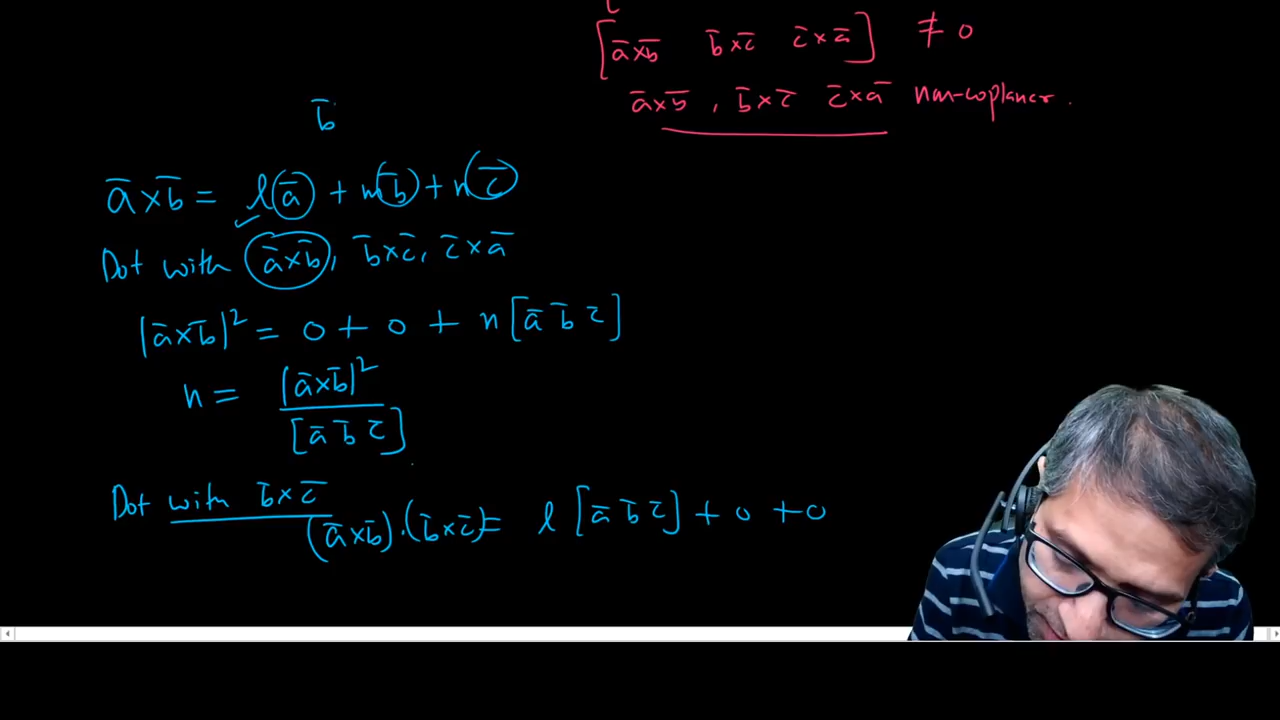 [a̅×b̅ b̅×c̅ c̅×a̅] ≠ 0
a̅×b̅ , b̅×c̅ c̅×a̅ non-coplanar.
b̅
a̅×b̅ = l(a̅) + m(b̅) + n(c̅)
Dot with (a̅×b̅), b̅×c̅, c̅×a̅
|a̅×b̅|² = 0 + 0 + n[a̅ b̅ c̅]
n = |a̅×b̅|² / [a̅ b̅ c̅]
Dot with b̅×c̅
(a̅×b̅)·(b̅×c̅) = l [a̅ b̅ c̅] + 0 + 0